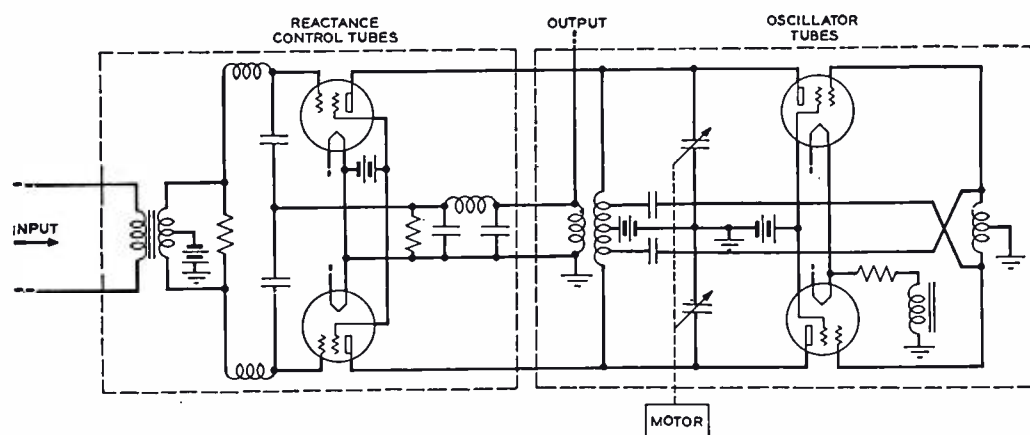 REACTANCE
CONTROL TUBES
OUTPUT
OSCILLATOR
TUBES
INPUT
MOTOR